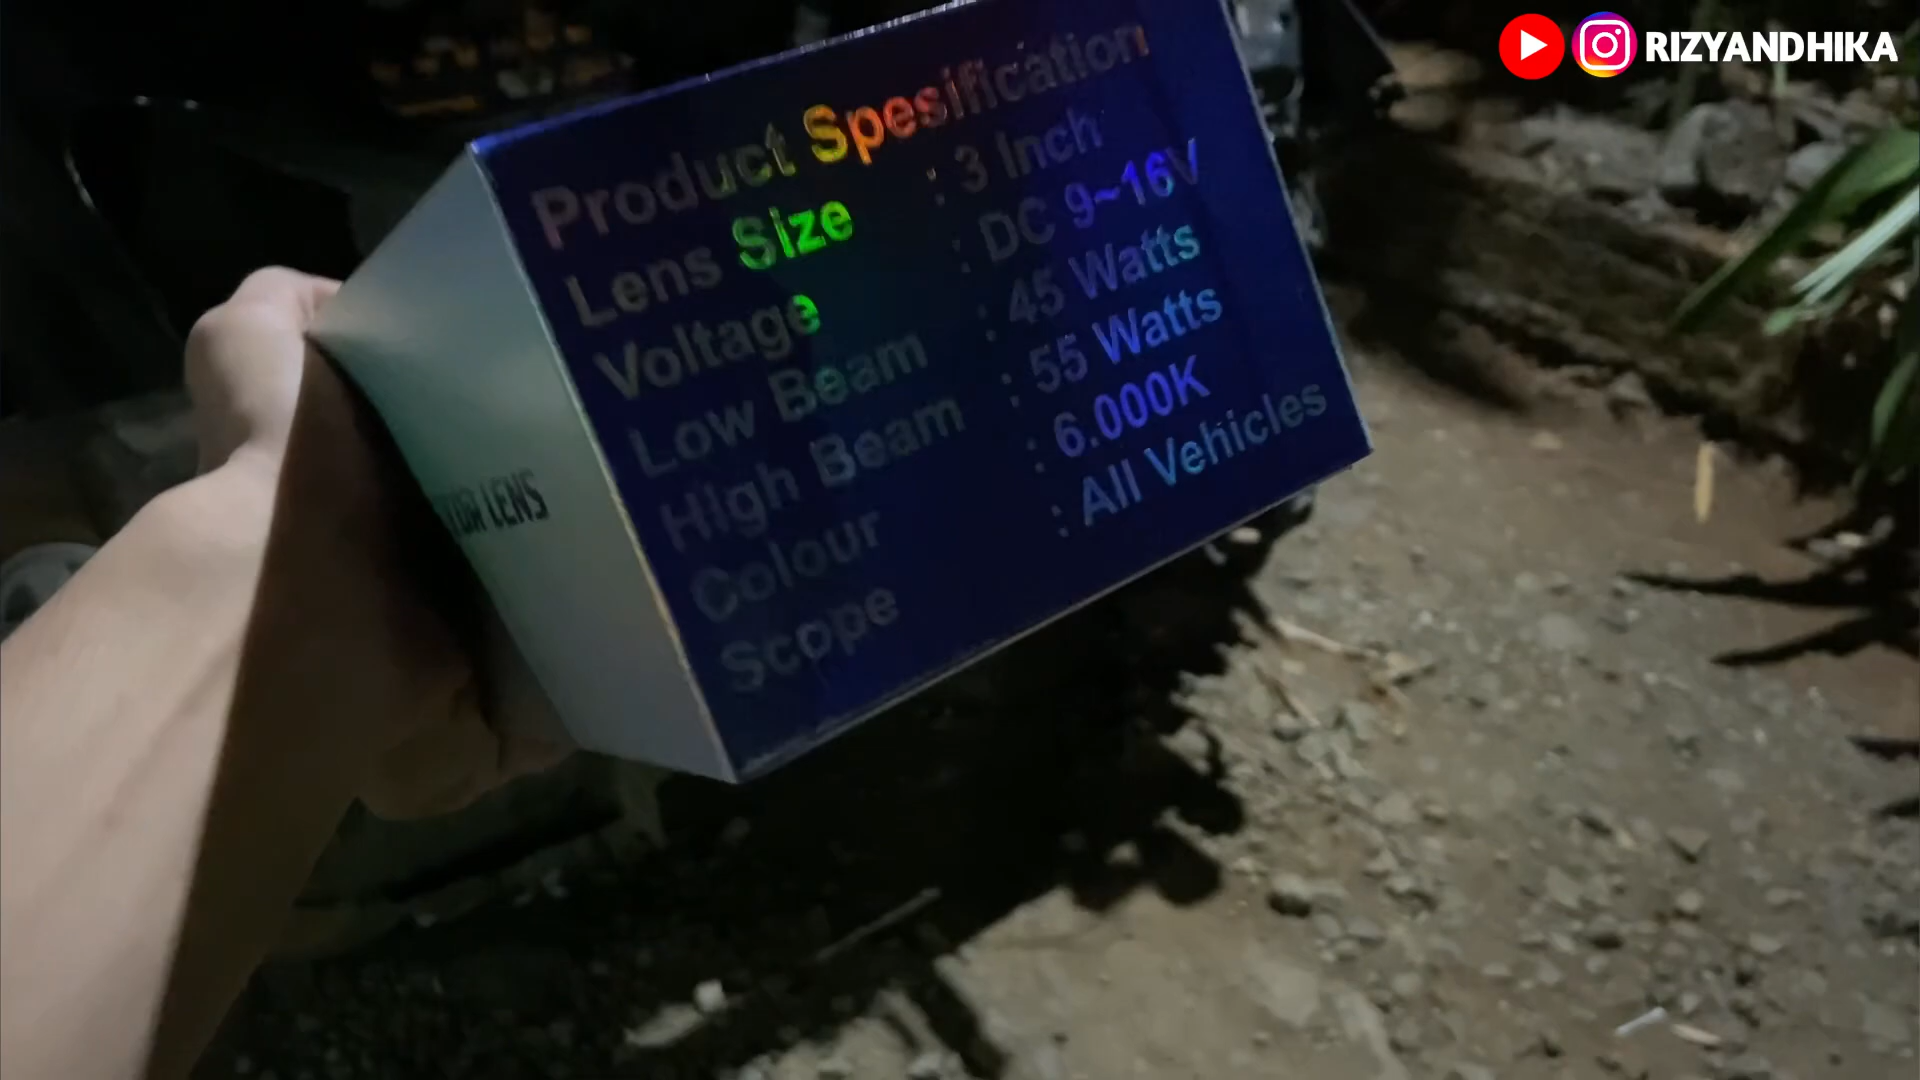 RIZYANDHIKA
Product Spesification
Lens Size : 3 Inch
Voltage : DC 9~16V
Low Beam : 45 Watts
High Beam : 55 Watts
Colour : 6.000K
Scope : All Vehicles
LENS